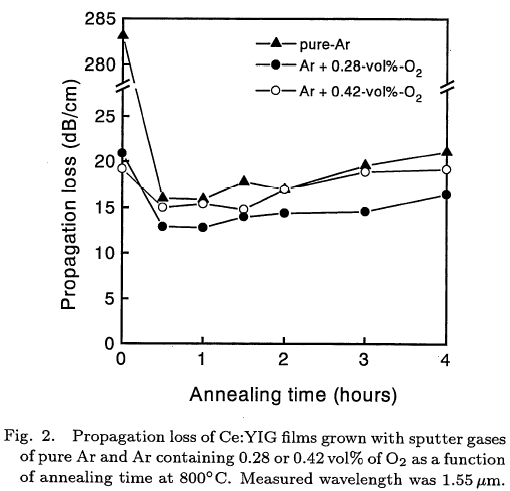 285
280
25
20
15
10
5
0
Propagation loss (dB/cm)
pure-Ar
Ar + 0.28-vol%-O₂
Ar + 0.42-vol%-O₂
0 1 2 3 4
Annealing time (hours)
Fig. 2. Propagation loss of Ce:YIG films grown with sputter gases
of pure Ar and Ar containing 0.28 or 0.42 vol% of O₂ as a function
of annealing time at 800°C. Measured wavelength was 1.55 μm.